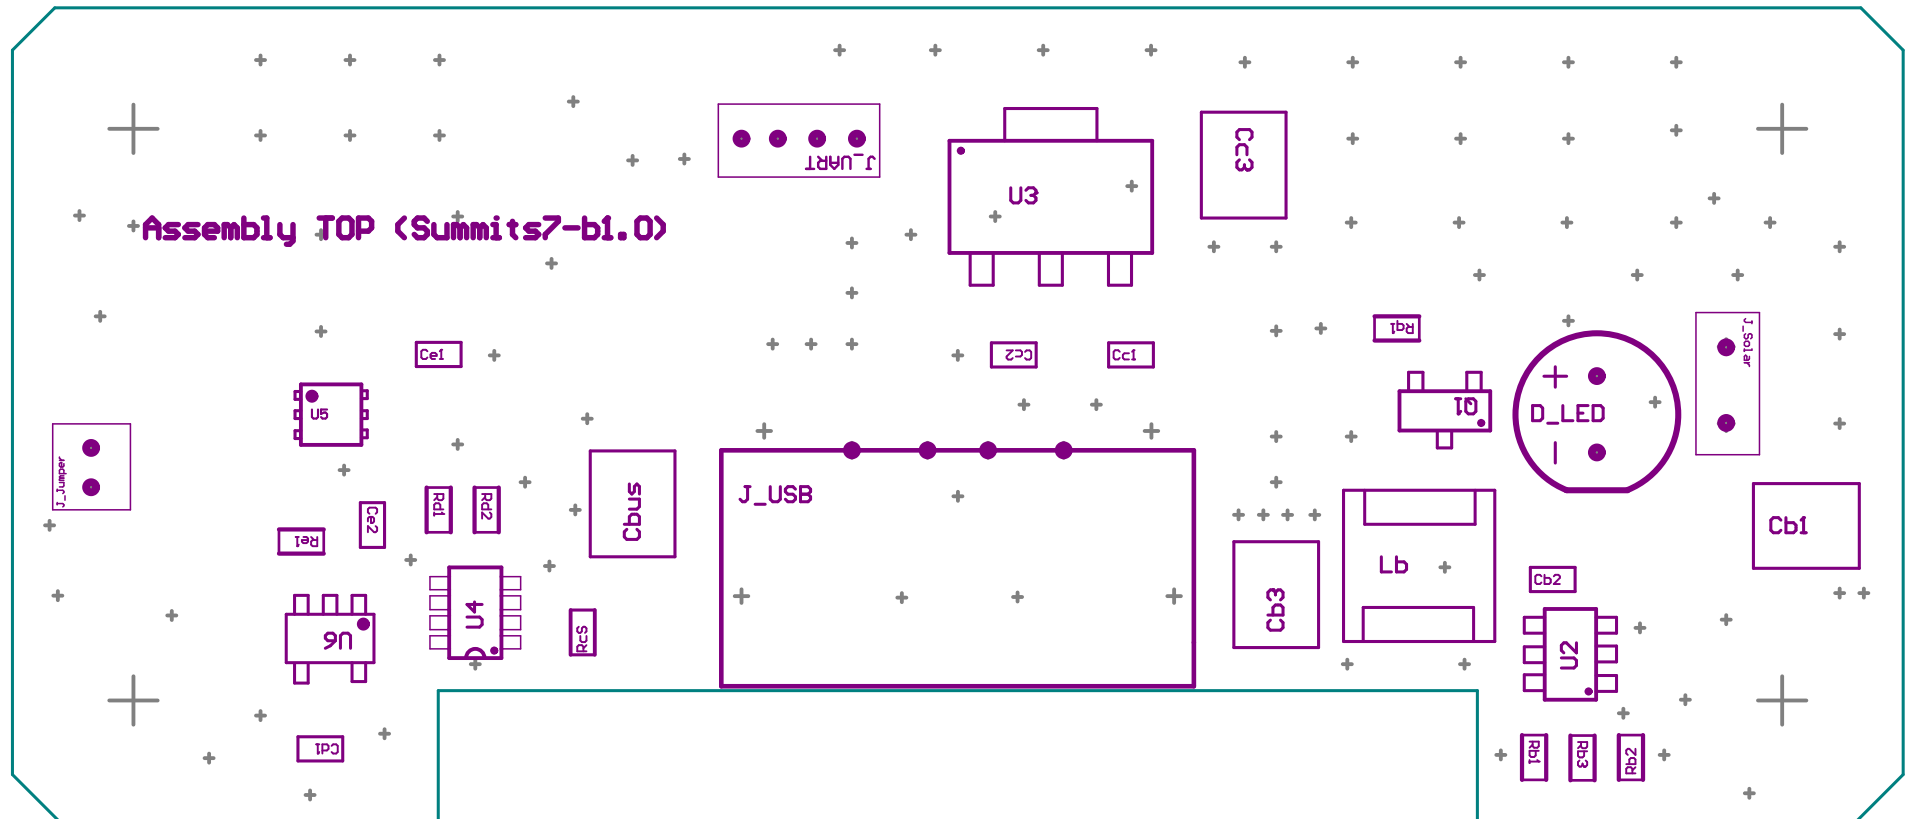 J_UART
Cc3
U3
Assembly TOP (Summits7-b1.0)
Rq1
J_Solar
Ce1
Cc2
Cc1
U5
Q1
D_LED
J_Jumper
Rd1
Rd2
Cbus
J_USB
Ce2
Re1
Cb1
Lb
Cb2
U4
Cb3
U6
RcS
U2
Cd1
Rb1
Rb3
Rb2